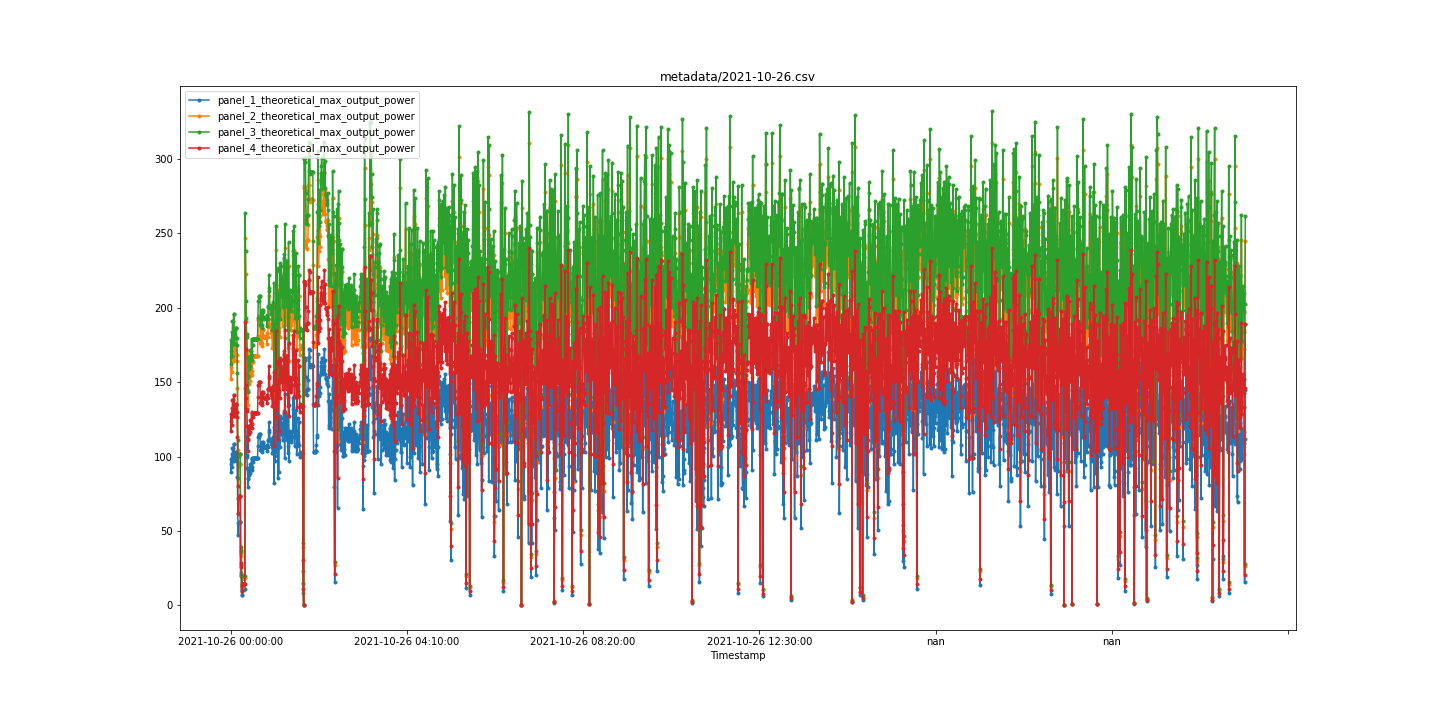 metadata/2021-10-26.csv
panel_1_theoretical_max_output_power
panel_2_theoretical_max_output_power
panel_3_theoretical_max_output_power
panel_4_theoretical_max_output_power
300
250
200
150
100
50
0
2021-10-26 00:00:00 2021-10-26 04:10:00 2021-10-26 08:20:00 2021-10-26 12:30:00 nan nan
Timestamp